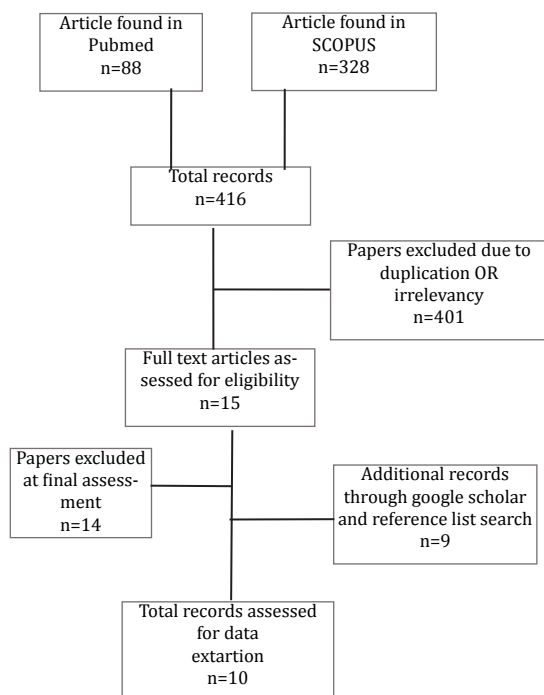 Article found in
Pubmed
n=88
Article found in
SCOPUS
n=328
Total records
n=416
Papers excluded due to
duplication OR
irrelevancy
n=401
Full text articles as-
sessed for eligibility
n=15
Papers excluded
at final assess-
ment
n=14
Additional records
through google scholar
and reference list search
n=9
Total records assessed
for data
extartion
n=10